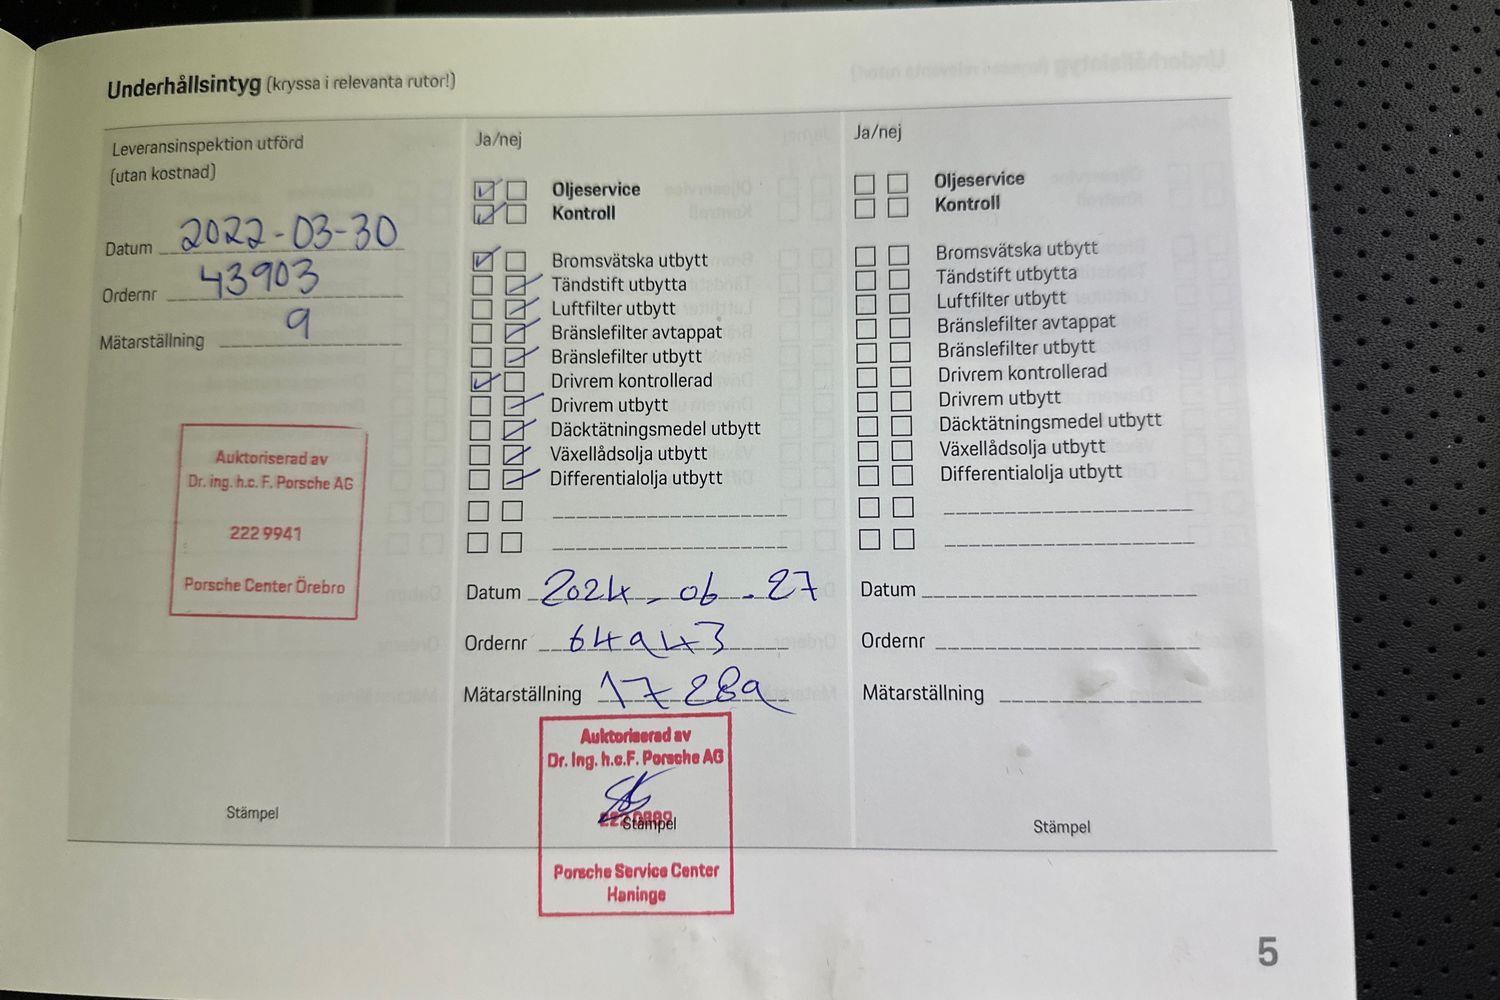 Underhållsintyg (kryssa i relevanta rutor!)
Leveransinspektion utförd
(utan kostnad)
Datum 2022-03-30
Ordernr 43903
Mätarställning 9
Auktoriserad av
Dr. ing. h.c. F. Porsche AG
222 9941
Porsche Center Örebro
Stämpel
Ja/nej
Oljeservice
Kontroll
Bromsvätska utbytt
Tändstift utbytta
Luftfilter utbytt
Bränslefilter avtappat
Bränslefilter utbytt
Drivrem kontrollerad
Drivrem utbytt
Däcktätningsmedel utbytt
Växellådsolja utbytt
Differentialolja utbytt
Datum 2024-06-27
Ordernr 64943
Mätarställning 17289
Auktoriserad av
Dr. Ing. h.c.F. Porsche AG
Stämpel
Porsche Service Center
Haninge
Ja/nej
Oljeservice
Kontroll
Bromsvätska utbytt
Tändstift utbytta
Luftfilter utbytt
Bränslefilter avtappat
Bränslefilter utbytt
Drivrem kontrollerad
Drivrem utbytt
Däcktätningsmedel utbytt
Växellådsolja utbytt
Differentialolja utbytt
Datum
Ordernr
Mätarställning
Stämpel
5